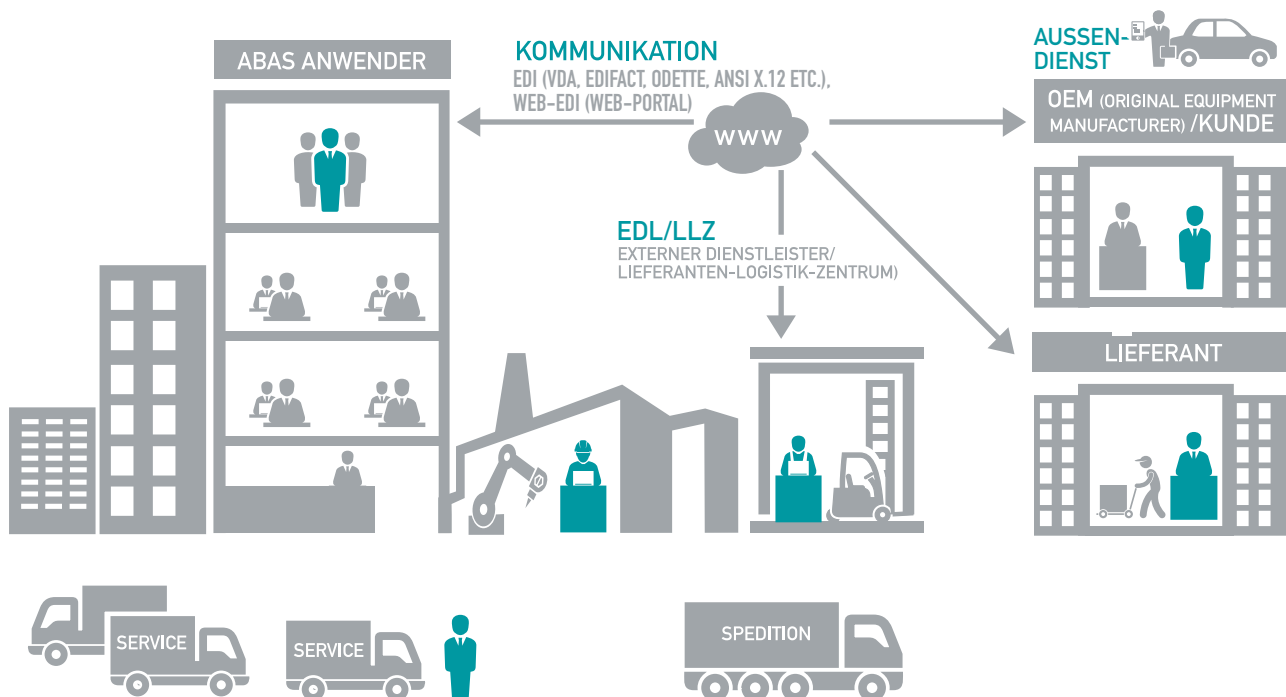 ABAS ANWENDER
KOMMUNIKATION
EDI (VDA, EDIFACT, ODETTE, ANSI X.12 ETC.),
WEB-EDI (WEB-PORTAL)
www
AUSSEN-
DIENST
OEM (ORIGINAL EQUIPMENT
MANUFACTURER) /KUNDE
EDL/LLZ
EXTERNER DIENSTLEISTER/
LIEFERANTEN-LOGISTIK-ZENTRUM)
LIEFERANT
SERVICE
SERVICE
SPEDITION